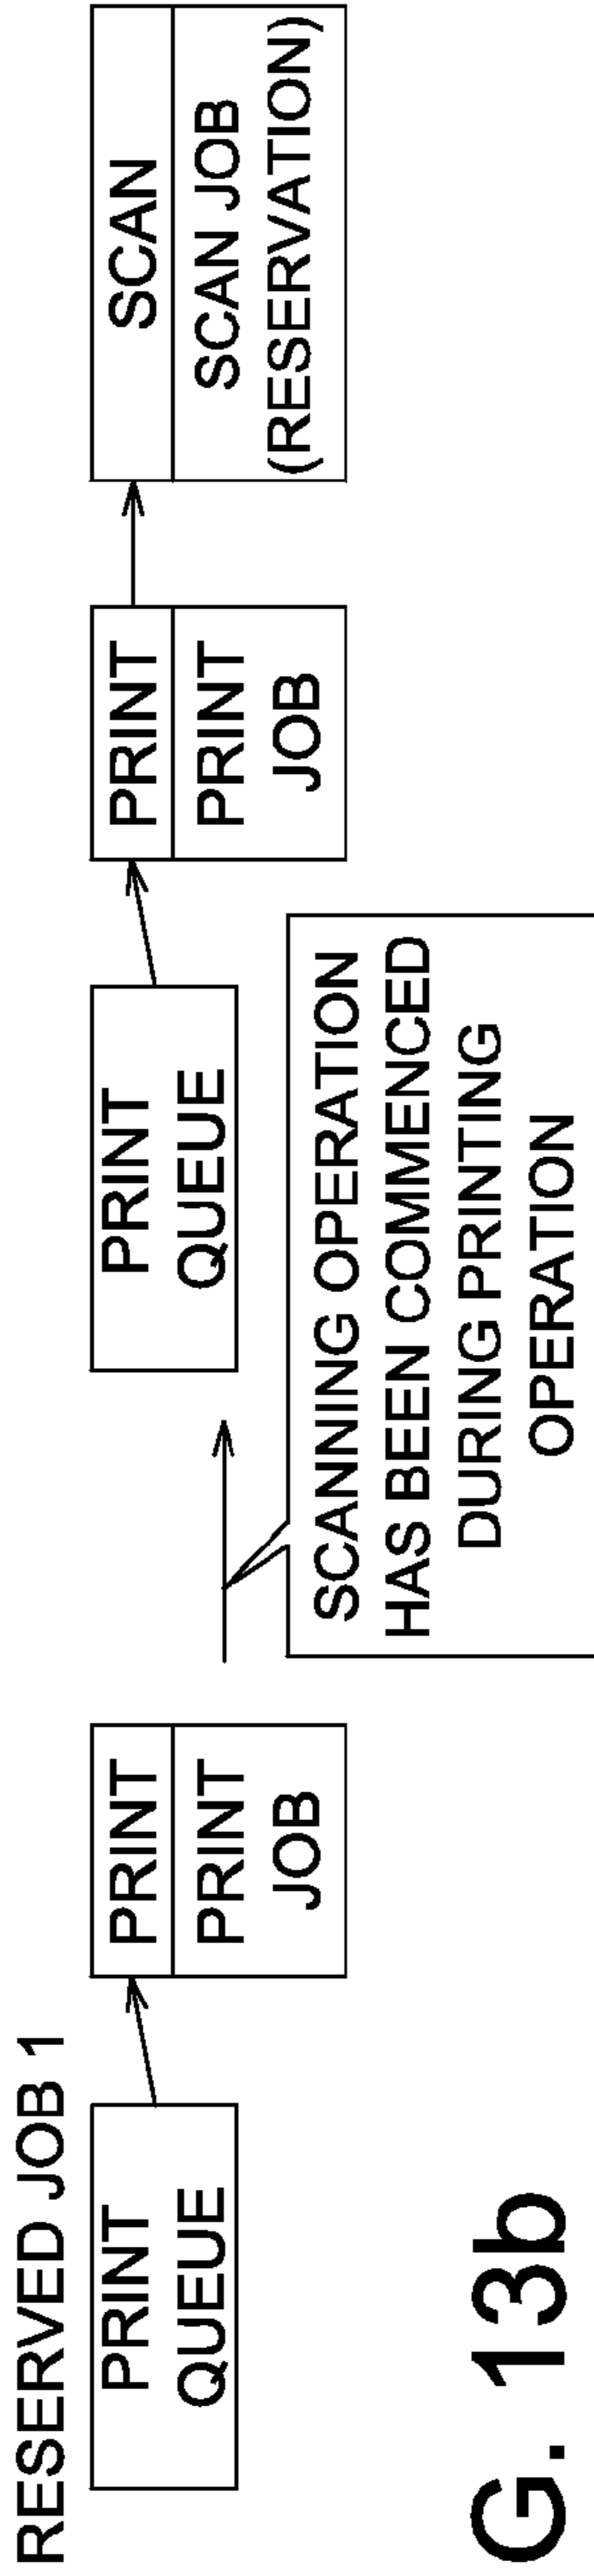 RESERVED JOB 1
PRINT
QUEUE
PRINT
PRINT
JOB
SCANNING OPERATION
HAS BEEN COMMENCED
DURING PRINTING
OPERATION
PRINT
QUEUE
PRINT
PRINT
JOB
SCAN
SCAN JOB
(RESERVATION)
G. 13b